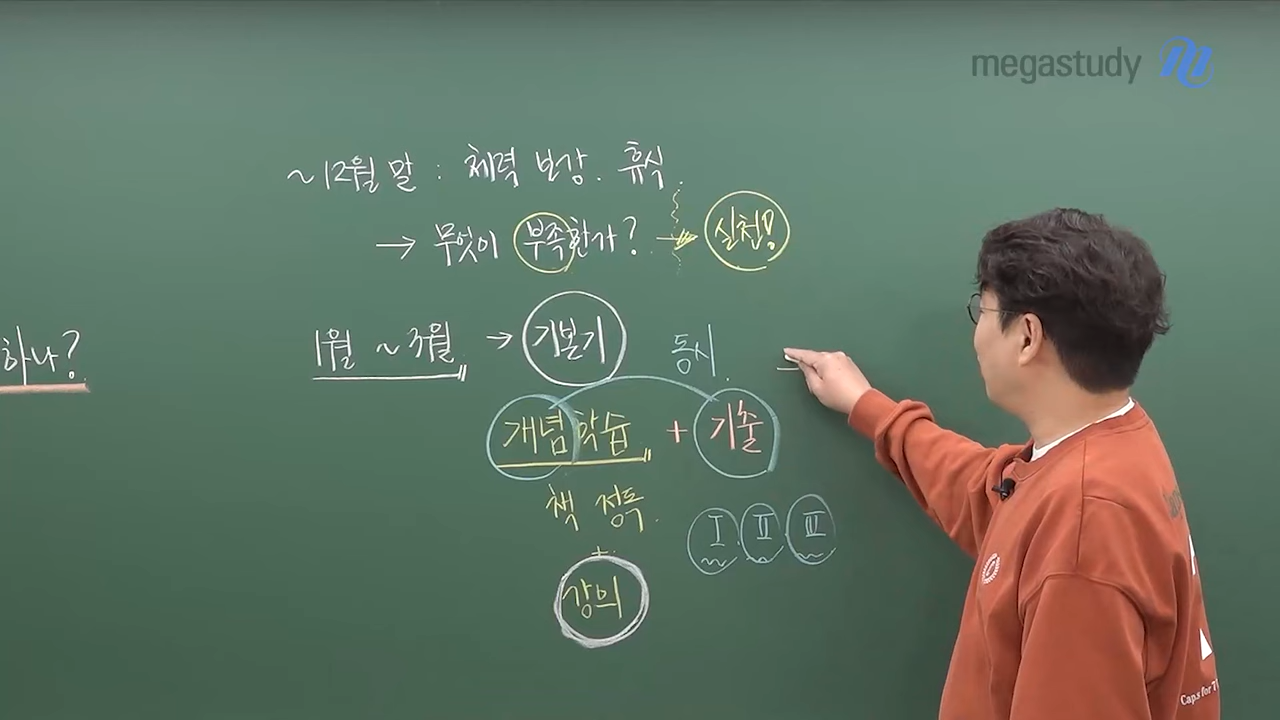 megastudy
~12월 말 : 체력 보강. 휴식.
→ 무엇이 부족한가? → 실천!
하나?
1월 ~3월 → 기본기
동시.
개념학습 + 기출
책 정독.
I II III
+
강의
Cap.s for T